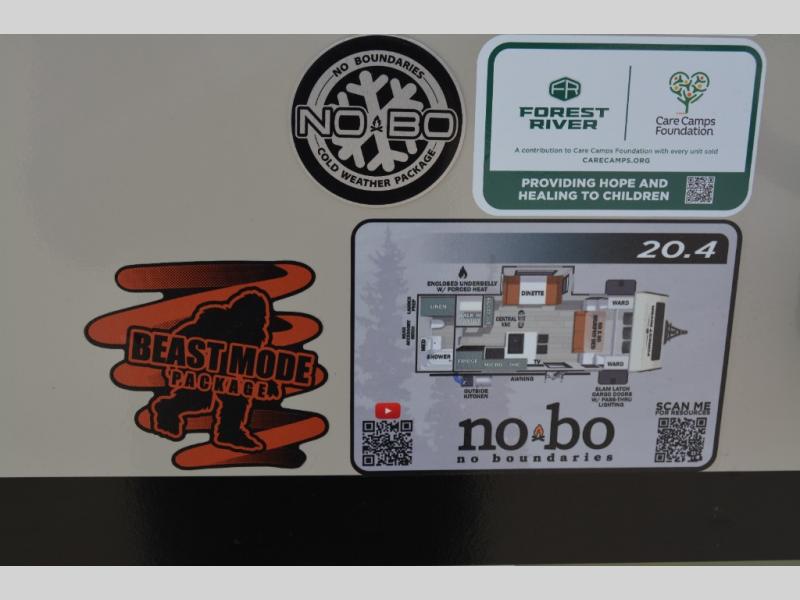 NO BOUNDARIES
NO BO
COLD WEATHER PACKAGE
FR
FOREST
RIVER
Care Camps
Foundation
A contribution to Care Camps Foundation with every unit sold
CARECAMPS.ORG
PROVIDING HOPE AND
HEALING TO CHILDREN
BEAST MODE
PACKAGE
20.4
ENCLOSED UNDERBELLY
W/ FORCED HEAT
DINETTE
WARD
LINEN
CENTRAL
VAC
MED
SHOWER
FRIDGE
MICRO
TV
WARD
AWNING
OUTSIDE
KITCHEN
SLAM LATCH
CARGO DOORS
W/ PASS-THRU
LIGHTING
SCAN ME
FOR RESOURCES
no bo
no boundaries